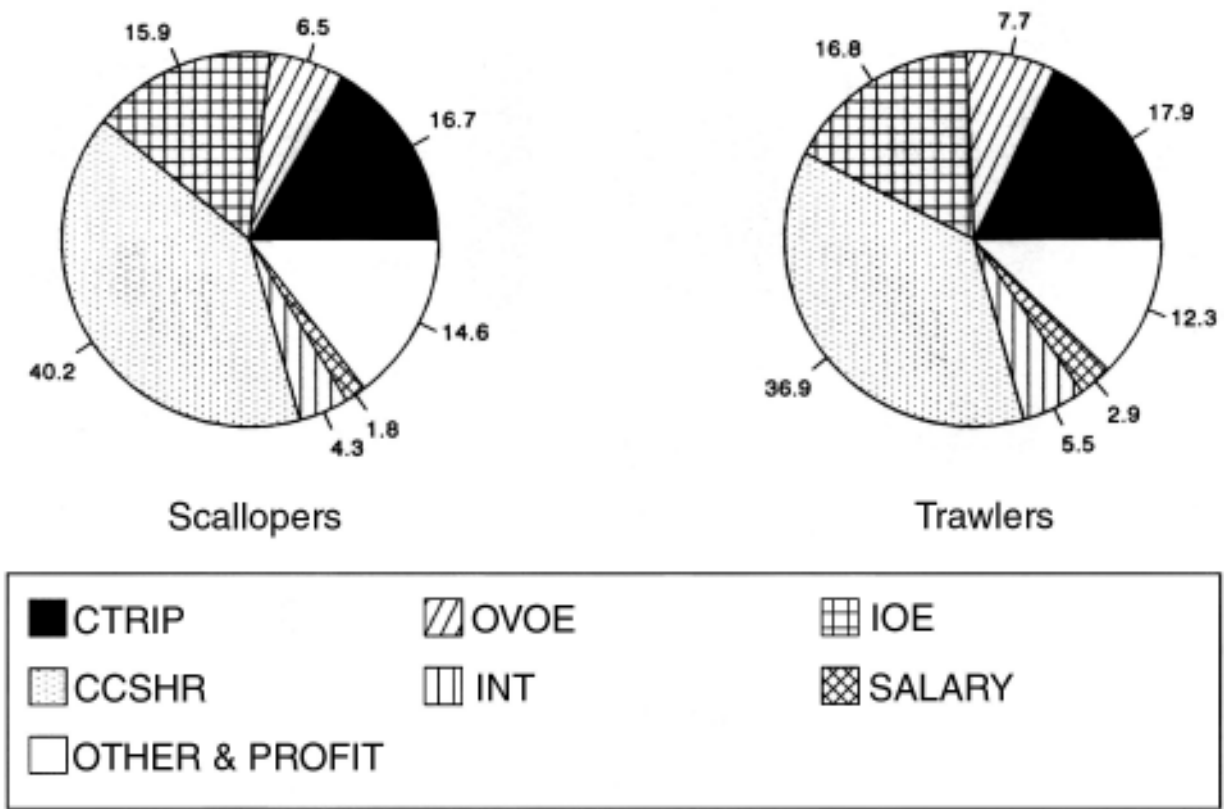 15.9
6.5
16.7
14.6
1.8
4.3
40.2
Scallopers
7.7
16.8
17.9
12.3
2.9
5.5
36.9
Trawlers
CTRIP
OVOE
IOE
CCSHR
INT
SALARY
OTHER & PROFIT